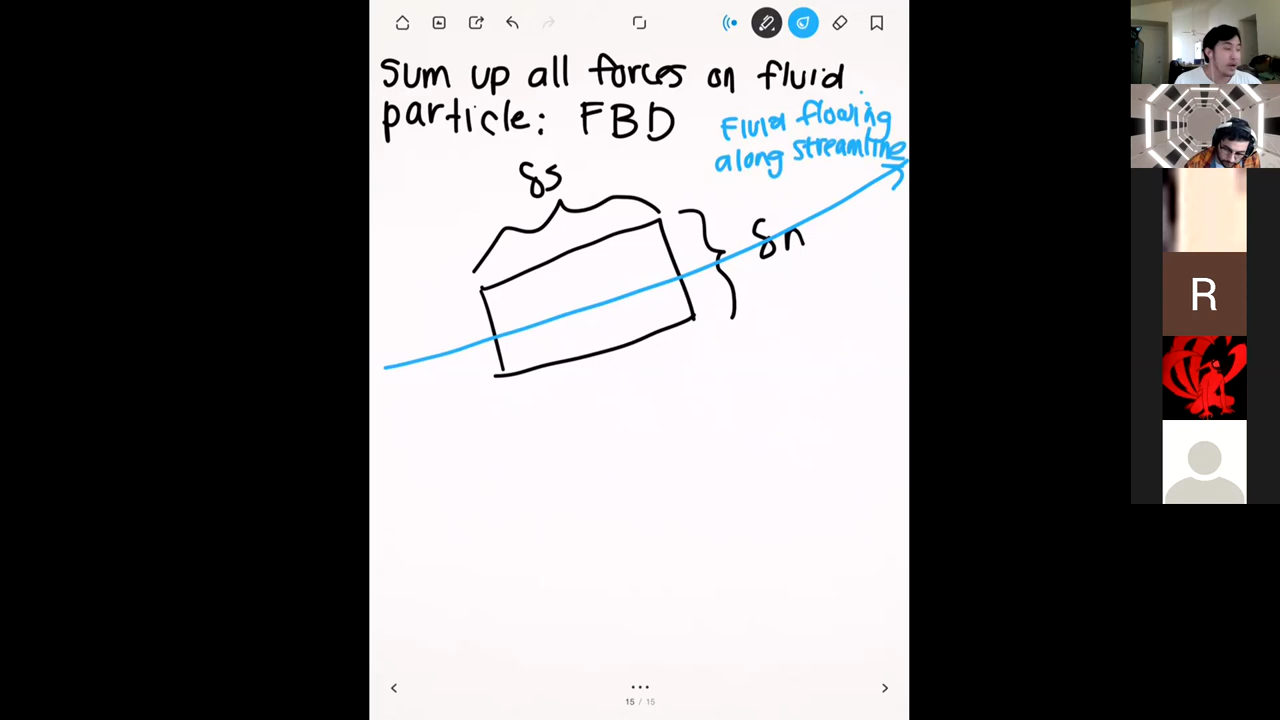 Sum up all forces on fluid
particle: FBD
Fluid flowing
along streamline
δs
δn
R
15 / 15